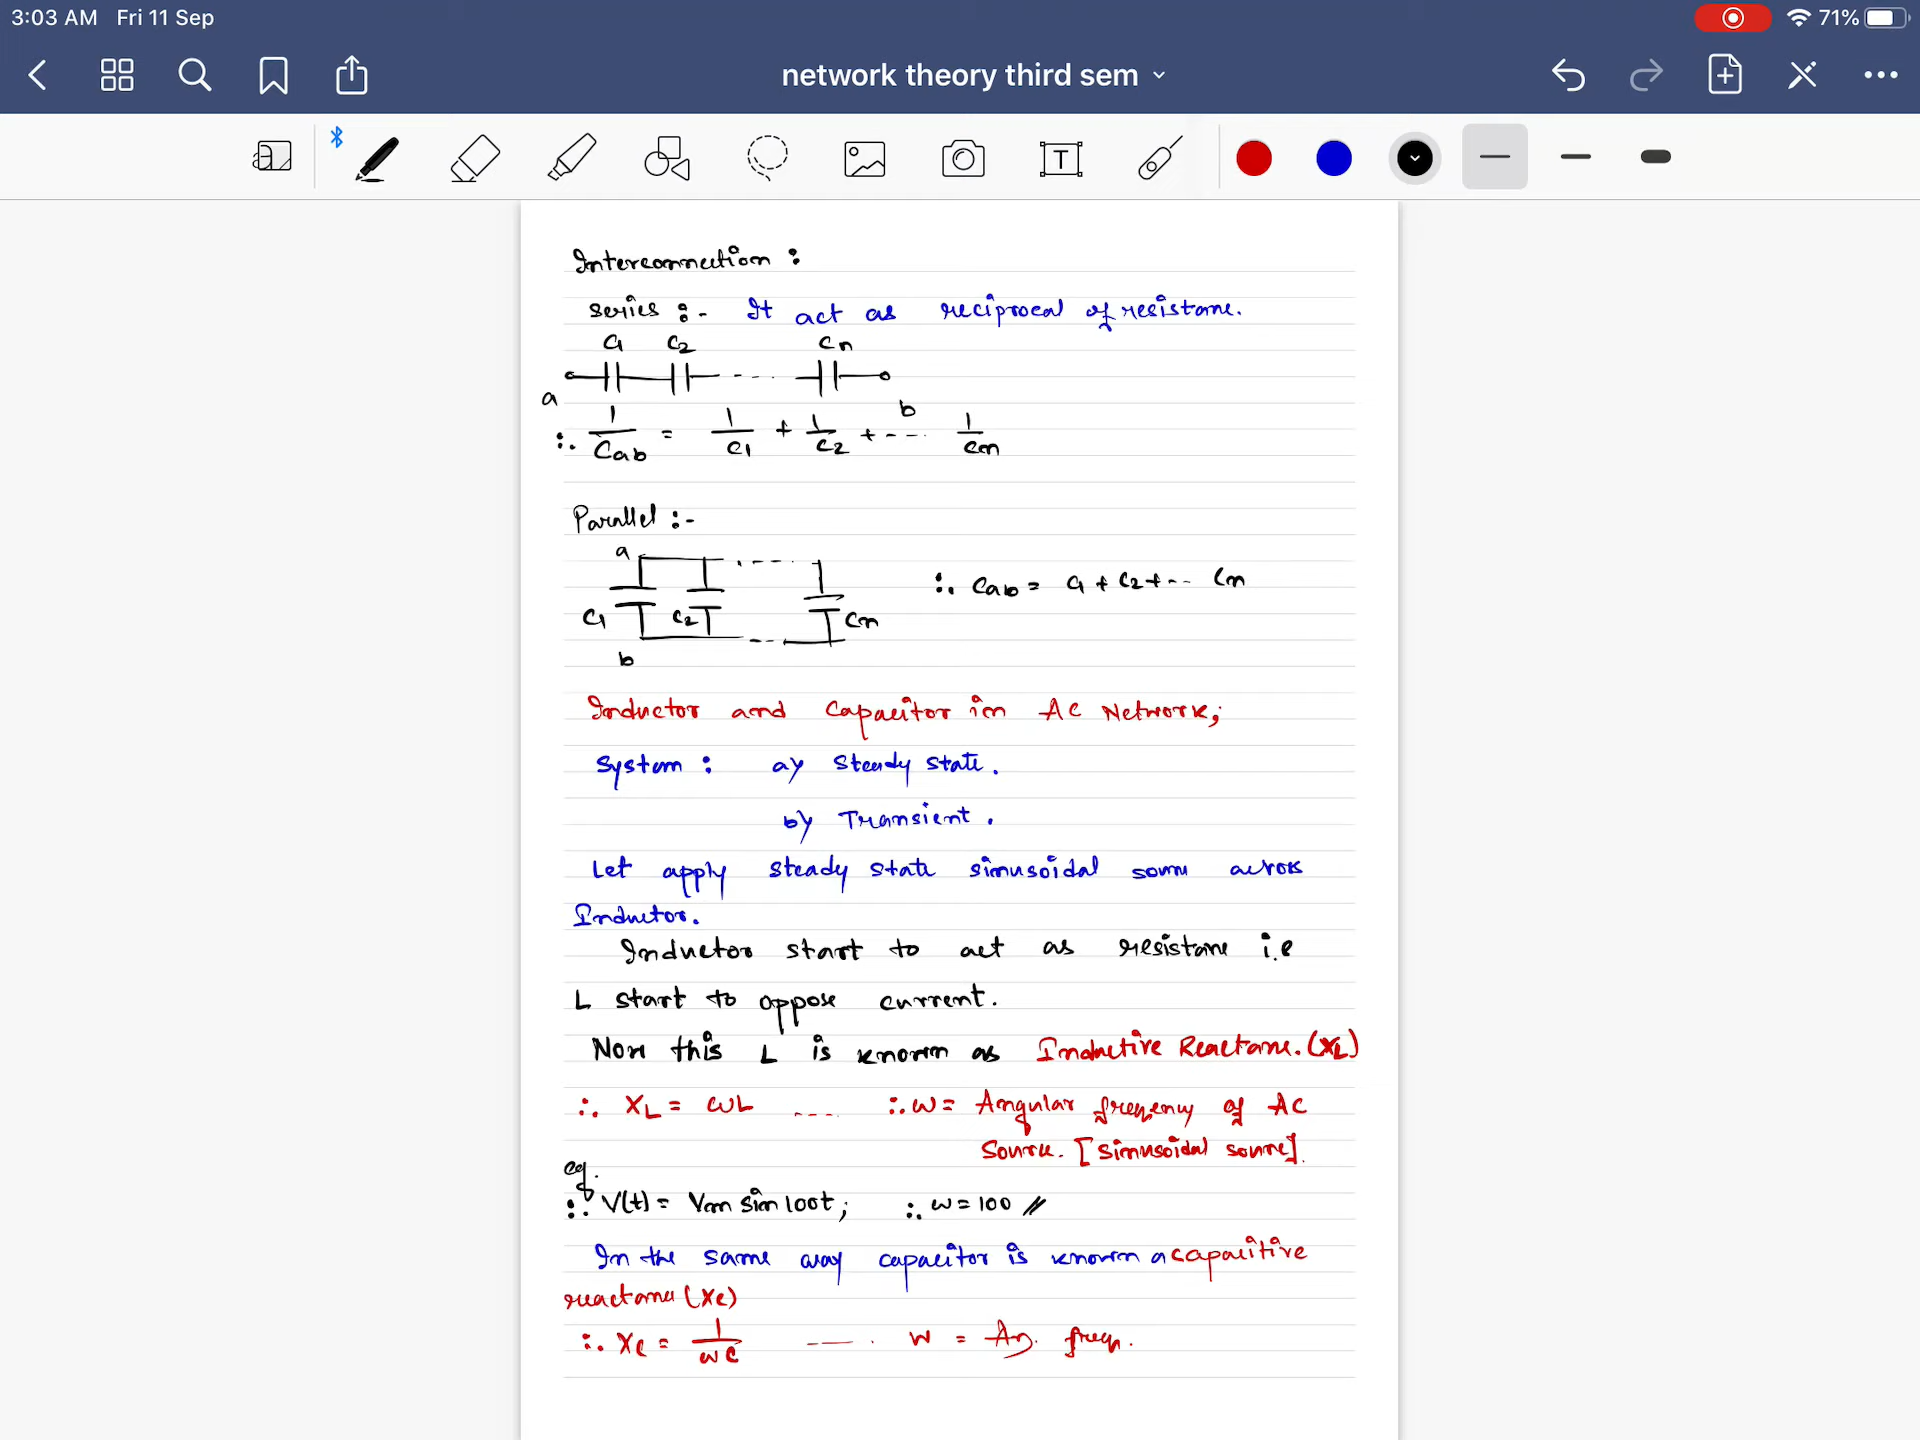 3:03 AM Fri 11 Sep
71%
network theory third sem
T
Interconnection :
series :- It act as reciprocal of resistance.
C1 C2 Cn
a b
∴ 1/Cab = 1/C1 + 1/C2 + --- 1/Cn
Parallel :-
a
∴ Cab = C1 + C2 + -- Cn
C1 C2 Cn
b
Inductor and Capacitor in AC Network;
System : a) Steady state.
b) Transient.
Let apply steady state sinusoidal source across
Inductor.
Inductor start to act as resistance i.e
L start to oppose current.
Now this L is known as Inductive Reactance. (XL)
∴ XL = ωL ---- ∴ ω = Angular frequency of AC
Source. [sinusoidal source].
eg.
∴ V(t) = Vm sin 100t; ∴ ω = 100 //
In the same way capacitor is known a capacitive
reactance (Xc)
∴ Xc = 1/ωC ---- . ω = An. freq.